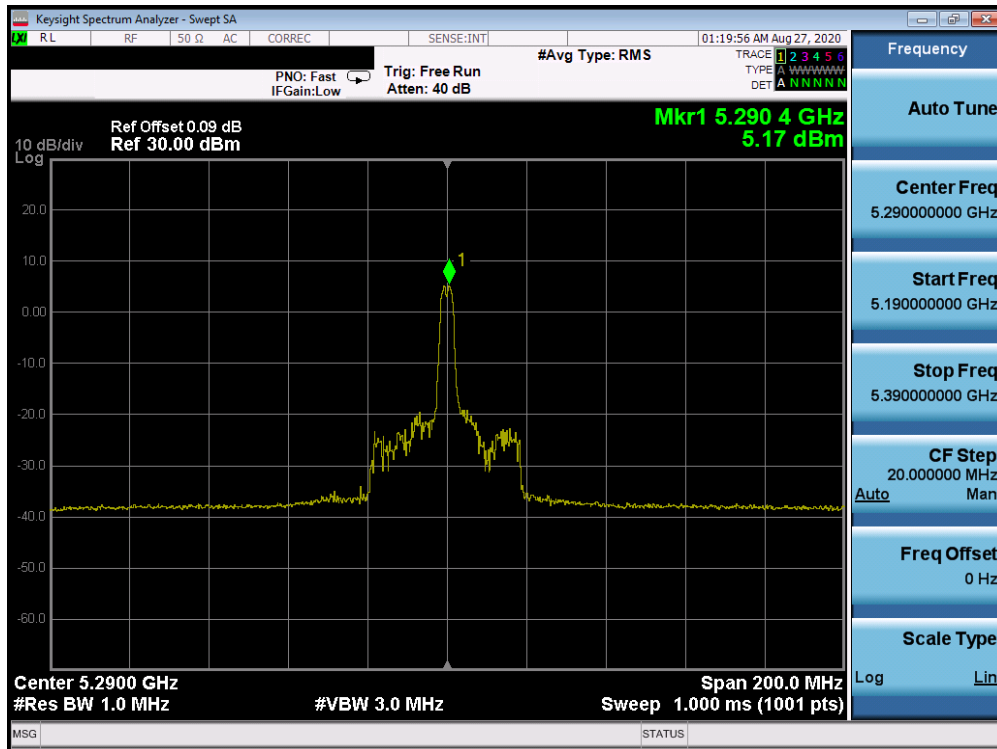 Keysight Spectrum Analyzer - Swept SA
LXI RL RF 50 Ω AC CORREC SENSE:INT 01:19:56 AM Aug 27, 2020
#Avg Type: RMS TRACE 1 2 3 4 5 6
PNO: Fast Trig: Free Run TYPE A WWWWW
IFGain:Low Atten: 40 dB DET A N N N N N
Mkr1 5.290 4 GHz
5.17 dBm
Ref Offset 0.09 dB
10 dB/div Ref 30.00 dBm
Log
1
20.0
10.0
0.00
-10.0
-20.0
-30.0
-40.0
-50.0
-60.0
Center 5.2900 GHz Span 200.0 MHz
#Res BW 1.0 MHz #VBW 3.0 MHz Sweep 1.000 ms (1001 pts)
MSG STATUS
Frequency
Auto Tune
Center Freq
5.290000000 GHz
Start Freq
5.190000000 GHz
Stop Freq
5.390000000 GHz
CF Step
20.000000 MHz
Auto Man
Freq Offset
0 Hz
Scale Type
Log Lin